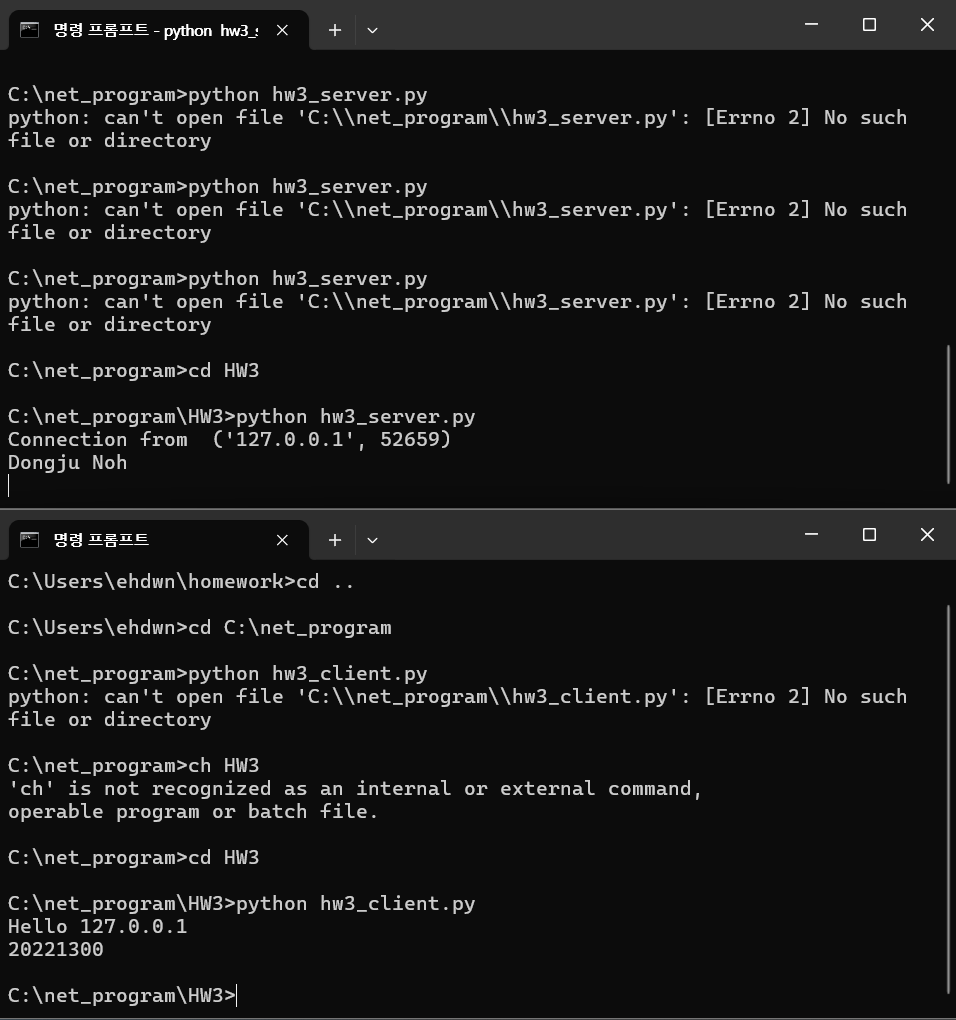 명령 프롬프트 - python hw3_s
C:\net_program>python hw3_server.py
python: can't open file 'C:\\net_program\\hw3_server.py': [Errno 2] No such
file or directory
C:\net_program>python hw3_server.py
python: can't open file 'C:\\net_program\\hw3_server.py': [Errno 2] No such
file or directory
C:\net_program>python hw3_server.py
python: can't open file 'C:\\net_program\\hw3_server.py': [Errno 2] No such
file or directory
C:\net_program>cd HW3
C:\net_program\HW3>python hw3_server.py
Connection from  ('127.0.0.1', 52659)
Dongju Noh
명령 프롬프트
C:\Users\ehdwn\homework>cd ..
C:\Users\ehdwn>cd C:\net_program
C:\net_program>python hw3_client.py
python: can't open file 'C:\\net_program\\hw3_client.py': [Errno 2] No such
file or directory
C:\net_program>ch HW3
'ch' is not recognized as an internal or external command,
operable program or batch file.
C:\net_program>cd HW3
C:\net_program\HW3>python hw3_client.py
Hello 127.0.0.1
20221300
C:\net_program\HW3>